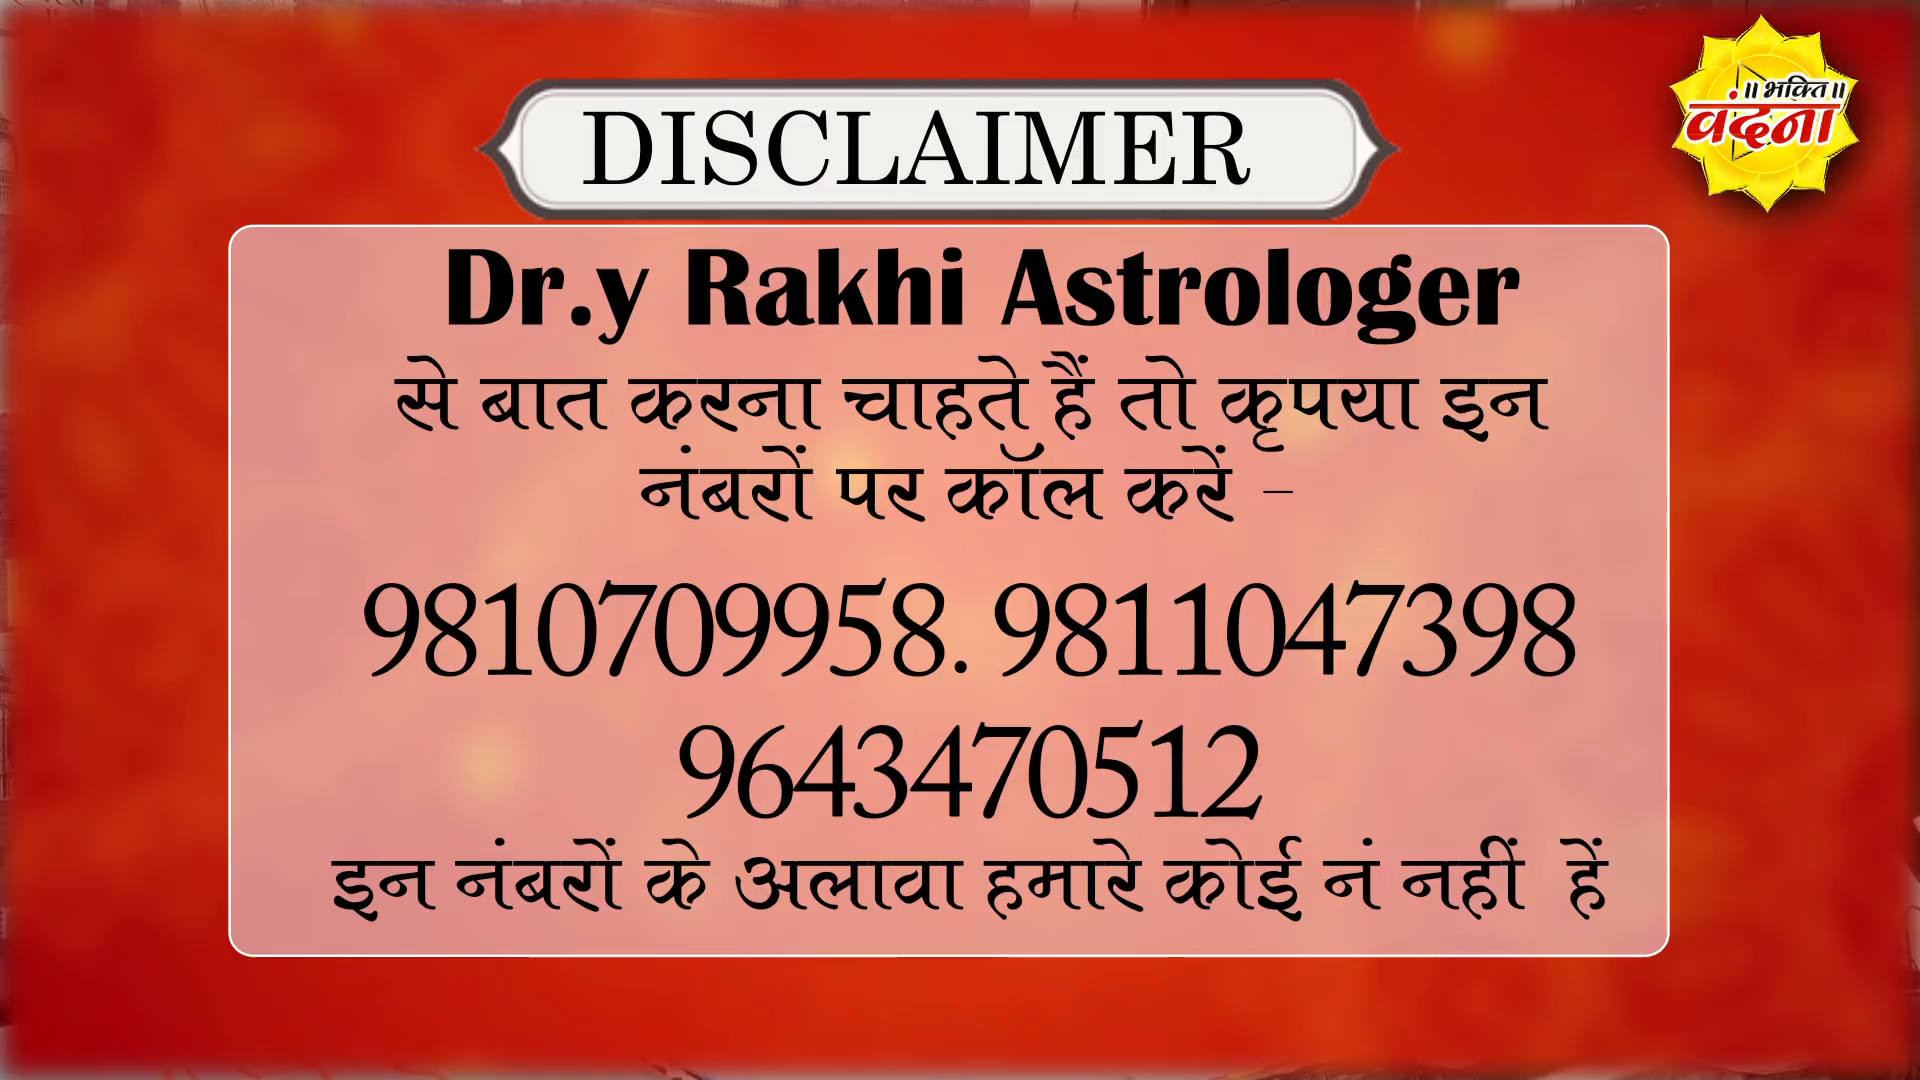 ॥ भक्ति ॥
वंदना
DISCLAIMER
Dr.y Rakhi Astrologer
से बात करना चाहते हैं तो कृपया इन
नंबरों पर कॉल करें -
9810709958. 9811047398
9643470512
इन नंबरों के अलावा हमारे कोई नं नहीं हें